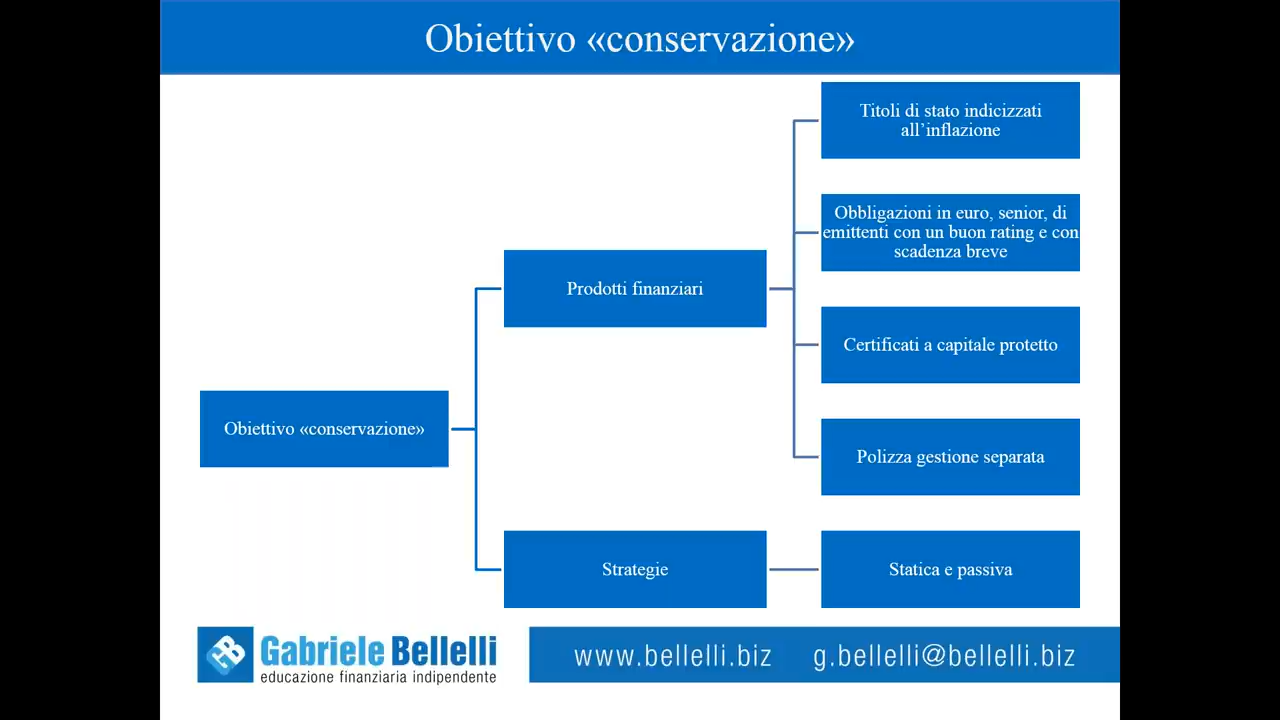 Obiettivo «conservazione»
Titoli di stato indicizzati
all’inflazione
Obbligazioni in euro, senior, di
emittenti con un buon rating e con
scadenza breve
Prodotti finanziari
Certificati a capitale protetto
Obiettivo «conservazione»
Polizza gestione separata
Strategie
Statica e passiva
Gabriele Bellelli
educazione finanziaria indipendente
www.bellelli.biz g.bellelli@bellelli.biz